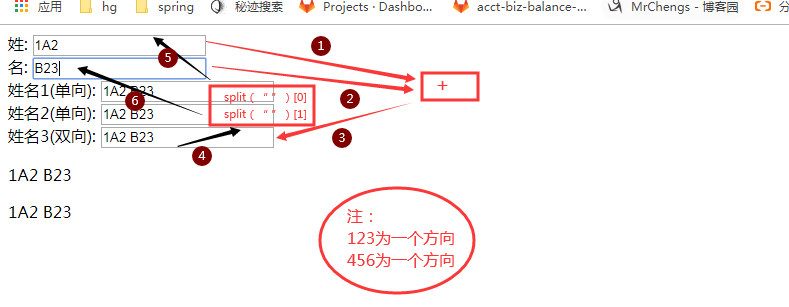 应用 hg spring 秘迹搜索 Projects · Dashbo... acct-biz-balance-... MrChengs - 博客园 分
姓: 1A2
名: B23
姓名1(单向): 1A2 B23
姓名2(单向): 1A2 B23
姓名3(双向): 1A2 B23
1A2 B23
1A2 B23
1
2
3
4
5
6
+
split ( “ ” ) [0]
split ( “ ” ) [1]
注：
123为一个方向
456为一个方向